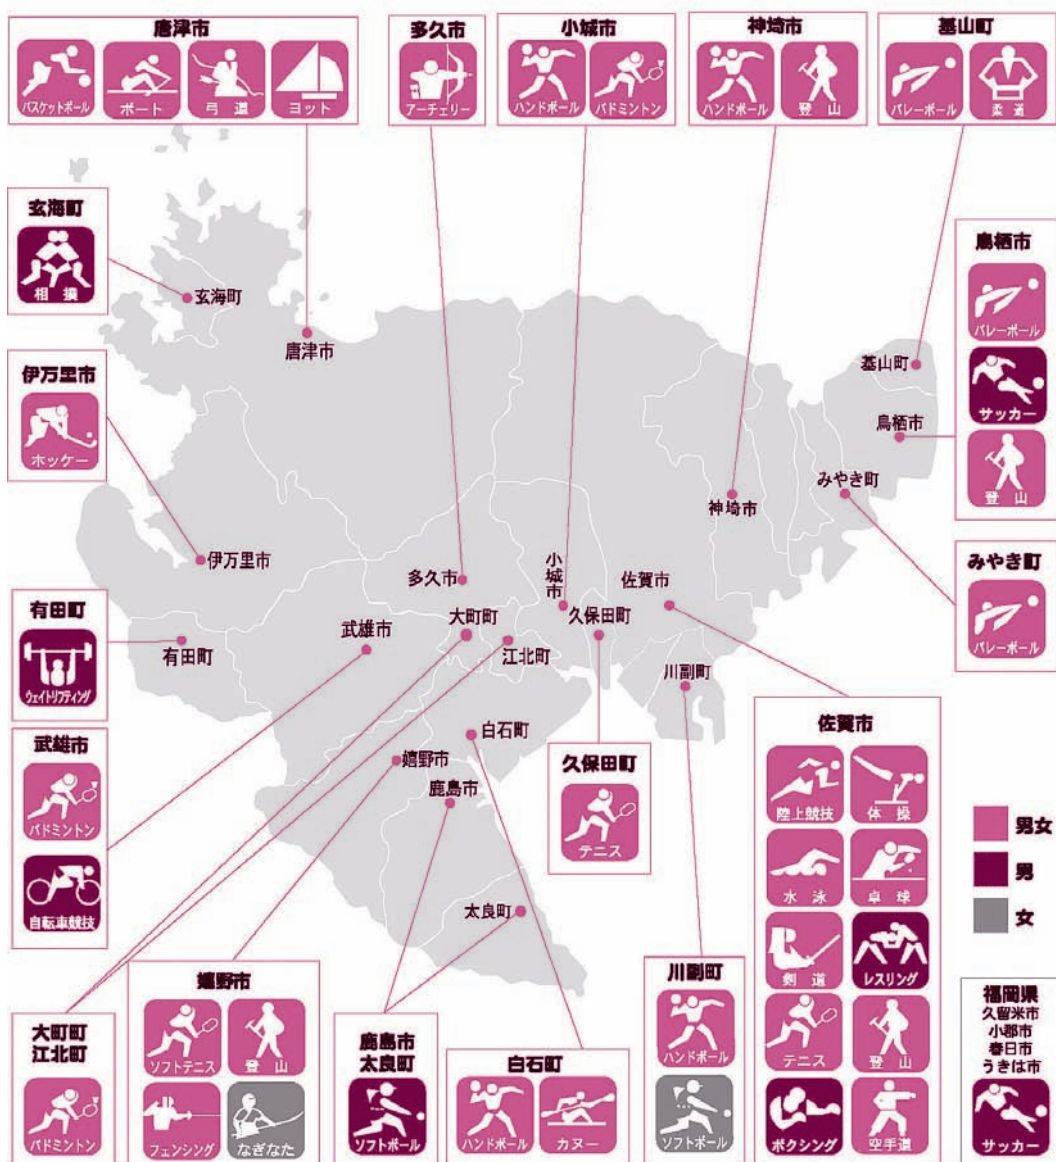 唐津市
バスケットボール
ボート
弓道
ヨット
多久市
アーチェリー
小城市
ハンドボール
バドミントン
神埼市
ハンドボール
登山
基山町
バレーボール
柔道
玄海町
相撲
鳥栖市
バレーボール
サッカー
登山
伊万里市
ホッケー
みやき町
バレーボール
有田町
ウェイトリフティング
武雄市
バドミントン
自転車競技
玄海町
唐津市
基山町
鳥栖市
みやき町
神埼市
伊万里市
多久市
小城市
佐賀市
大町町
久保田町
武雄市
江北町
有田町
川副町
白石町
嬉野市
鹿島市
太良町
久保田町
テニス
佐賀市
陸上競技
体操
水泳
卓球
剣道
レスリング
テニス
登山
ボクシング
空手道
男女
男
女
大町町
江北町
バドミントン
嬉野市
ソフトテニス
登山
フェンシング
なぎなた
鹿島市
太良町
ソフトボール
白石町
ハンドボール
カヌー
川副町
ハンドボール
ソフトボール
福岡県
久留米市
小郡市
春日市
うきは市
サッカー